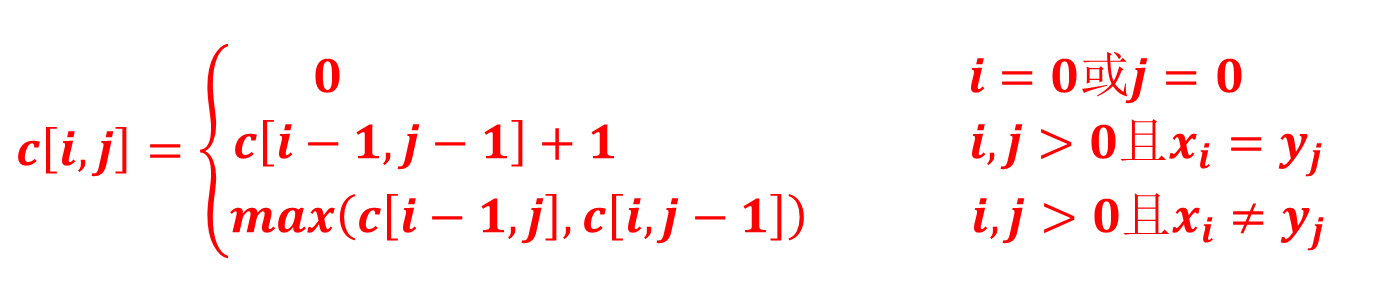 0 i = 0或j = 0
c[i, j] = { c[i − 1, j − 1] + 1 i, j > 0且x_i = y_j
max(c[i − 1, j], c[i, j − 1]) i, j > 0且x_i ≠ y_j